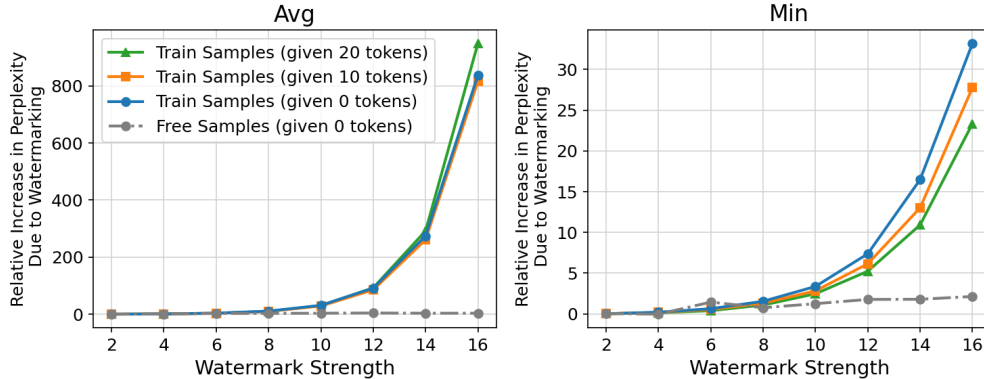 Avg
Relative Increase in Perplexity
Due to Watermarking
800
600
400
200
0
Train Samples (given 20 tokens)
Train Samples (given 10 tokens)
Train Samples (given 0 tokens)
Free Samples (given 0 tokens)
2 4 6 8 10 12 14 16
Watermark Strength
Min
Relative Increase in Perplexity
Due to Watermarking
30
25
20
15
10
5
0
2 4 6 8 10 12 14 16
Watermark Strength